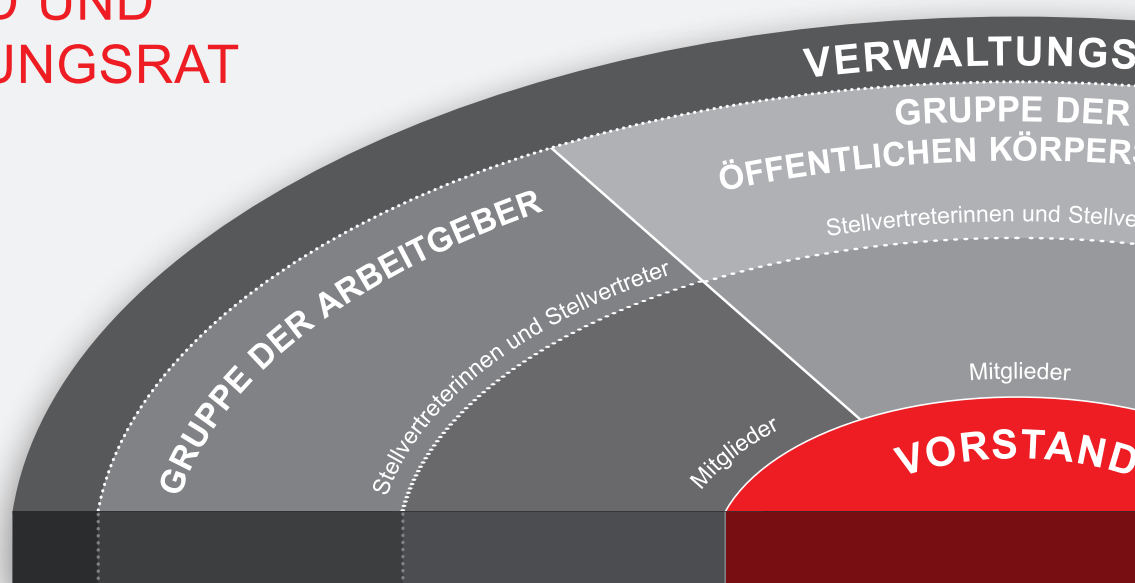 UND
UNGSRAT
VERWALTUNGS
GRUPPE DER
ÖFFENTLICHEN KÖRPERS
Stellvertreterinnen und Stellve
GRUPPE DER ARBEITGEBER
Stellvertreterinnen und Stellvertreter
Mitglieder
Mitglieder
VORSTAND